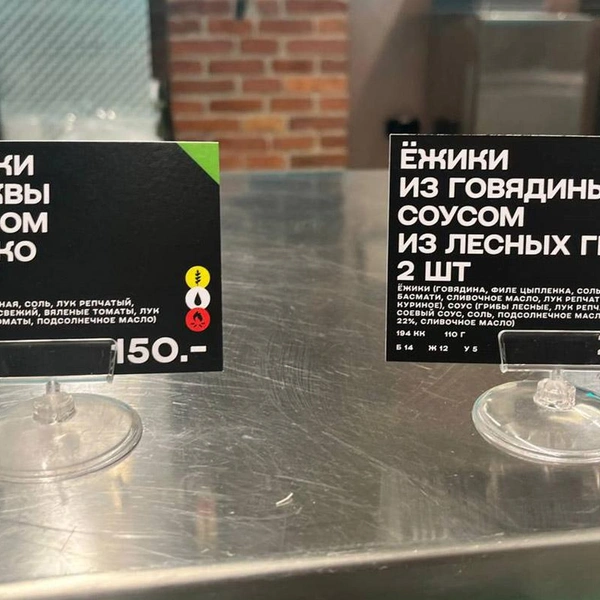 КИ
КВЫ
ОМ
КО
НАЯ, СОЛЬ, ЛУК РЕПЧАТЫЙ,
СВЕЖИЙ, ВЯЛЕНЫЕ ТОМАТЫ, ЛУК
ОМАТЫ, ПОДСОЛНЕЧНОЕ МАСЛО)
150.-
ЁЖИКИ
ИЗ ГОВЯДИНЫ
СОУСОМ
ИЗ ЛЕСНЫХ Г
2 ШТ
ЁЖИКИ (ГОВЯДИНА, ФИЛЕ ЦЫПЛЕНКА, СОЛЬ
БАСМАТИ, СЛИВОЧНОЕ МАСЛО, ЛУК РЕПЧАТ
КУРИНОЕ), СОУС (ГРИБЫ ЛЕСНЫЕ, ЛУК РЕПЧ
СОЕВЫЙ СОУС, СОЛЬ, ПОДСОЛНЕЧНОЕ МАСЛ
22%, СЛИВОЧНОЕ МАСЛО)
194 КК 110 Г
Б 14 Ж 12 У 5